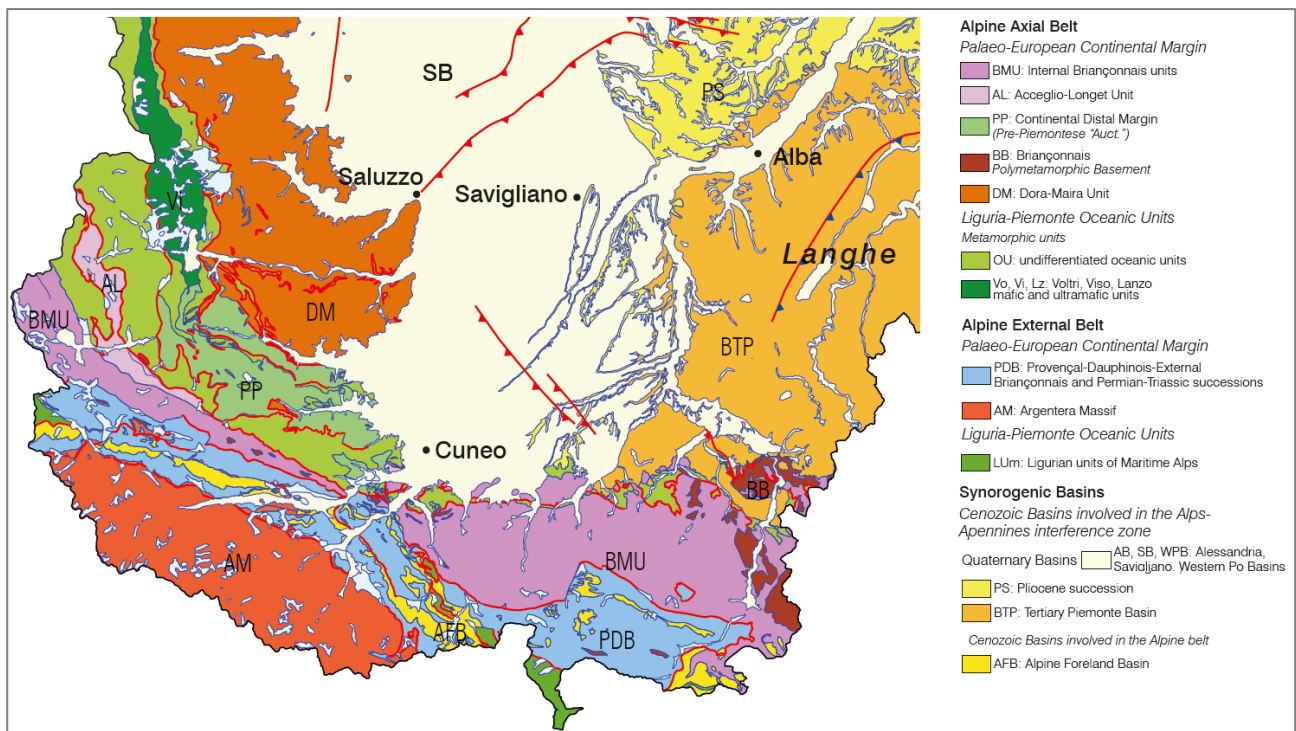 SB
PS
Alba
Saluzzo
Savigliano
Vi
Langhe
AL
BMU
DM
BTP
PP
Cuneo
BB
AM
BMU
AFB
PDB
Alpine Axial Belt
Palaeo-European Continental Margin
BMU: Internal Briançonnais units
AL: Acceglio-Longet Unit
PP: Continental Distal Margin
(Pre-Piemontese "Auct.")
BB: Briançonnais
Polymetamorphic Basement
DM: Dora-Maira Unit
Liguria-Piemonte Oceanic Units
Metamorphic units
OU: undifferentiated oceanic units
Vo, Vi, Lz: Voltri, Viso, Lanzo
mafic and ultramafic units
Alpine External Belt
Palaeo-European Continental Margin
PDB: Provençal-Dauphinois-External
Briançonnais and Permian-Triassic successions
AM: Argentera Massif
Liguria-Piemonte Oceanic Units
LUm: Ligurian units of Maritime Alps
Synorogenic Basins
Cenozoic Basins involved in the Alps-
Apennines interference zone
Quaternary Basins
AB, SB, WPB: Alessandria,
Savigliano. Western Po Basins
PS: Pliocene succession
BTP: Tertiary Piemonte Basin
Cenozoic Basins involved in the Alpine belt
AFB: Alpine Foreland Basin